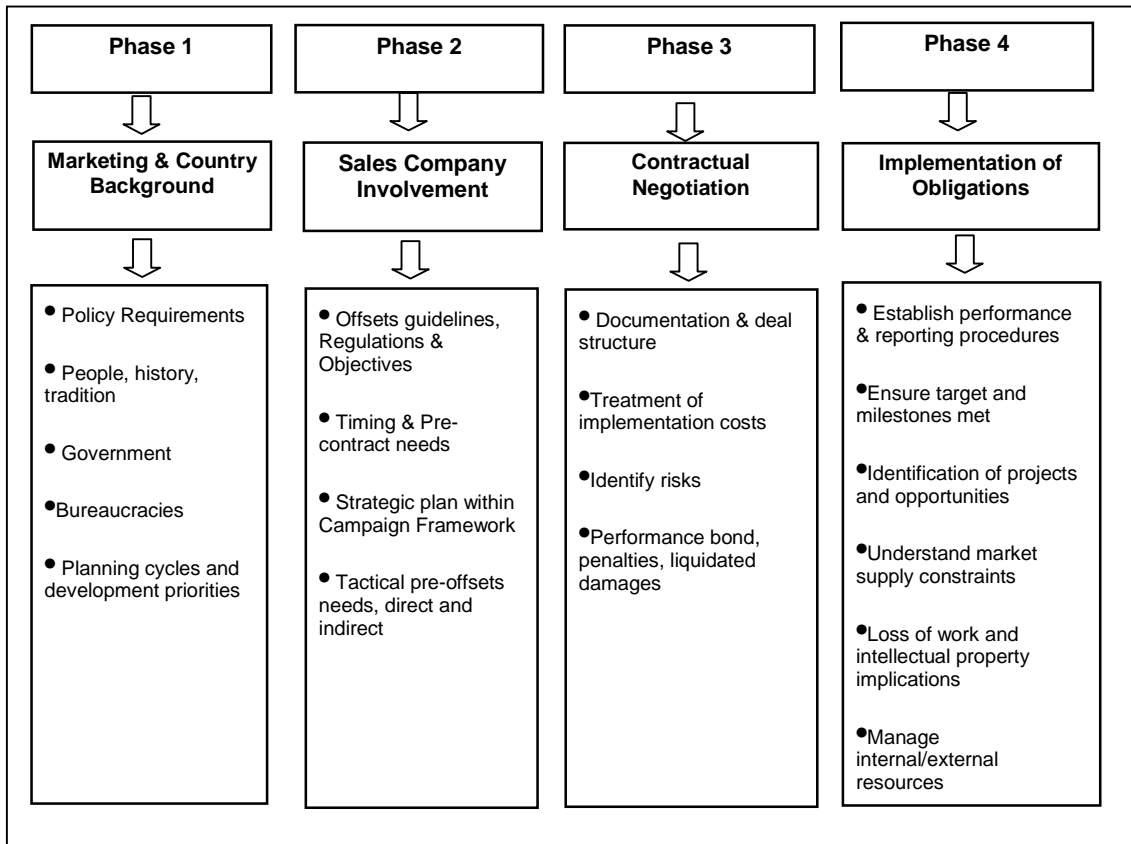 Phase 1
Marketing & Country
Background
• Policy Requirements
• People, history,
tradition
• Government
•Bureaucracies
• Planning cycles and
development priorities
Phase 2
Sales Company
Involvement
• Offsets guidelines,
Regulations &
Objectives
• Timing & Pre-
contract needs
• Strategic plan within
Campaign Framework
• Tactical pre-offsets
needs, direct and
indirect
Phase 3
Contractual
Negotiation
• Documentation & deal
structure
•Treatment of
implementation costs
•Identify risks
•Performance bond,
penalties, liquidated
damages
Phase 4
Implementation of
Obligations
• Establish performance
& reporting procedures
•Ensure target and
milestones met
•Identification of projects
and opportunities
•Understand market
supply constraints
•Loss of work and
intellectual property
implications
•Manage
internal/external
resources